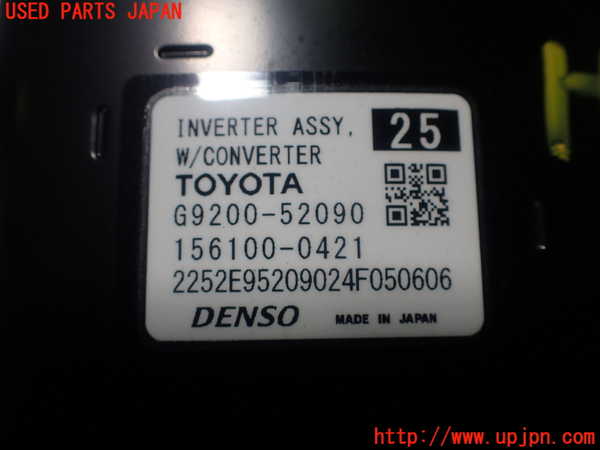 USED PARTS JAPAN
INVERTER ASSY, 25
W/CONVERTER
TOYOTA
G9200-52090
156100-0421
2252E95209024F050606
DENSO MADE IN JAPAN
http://www.upjpn.com/